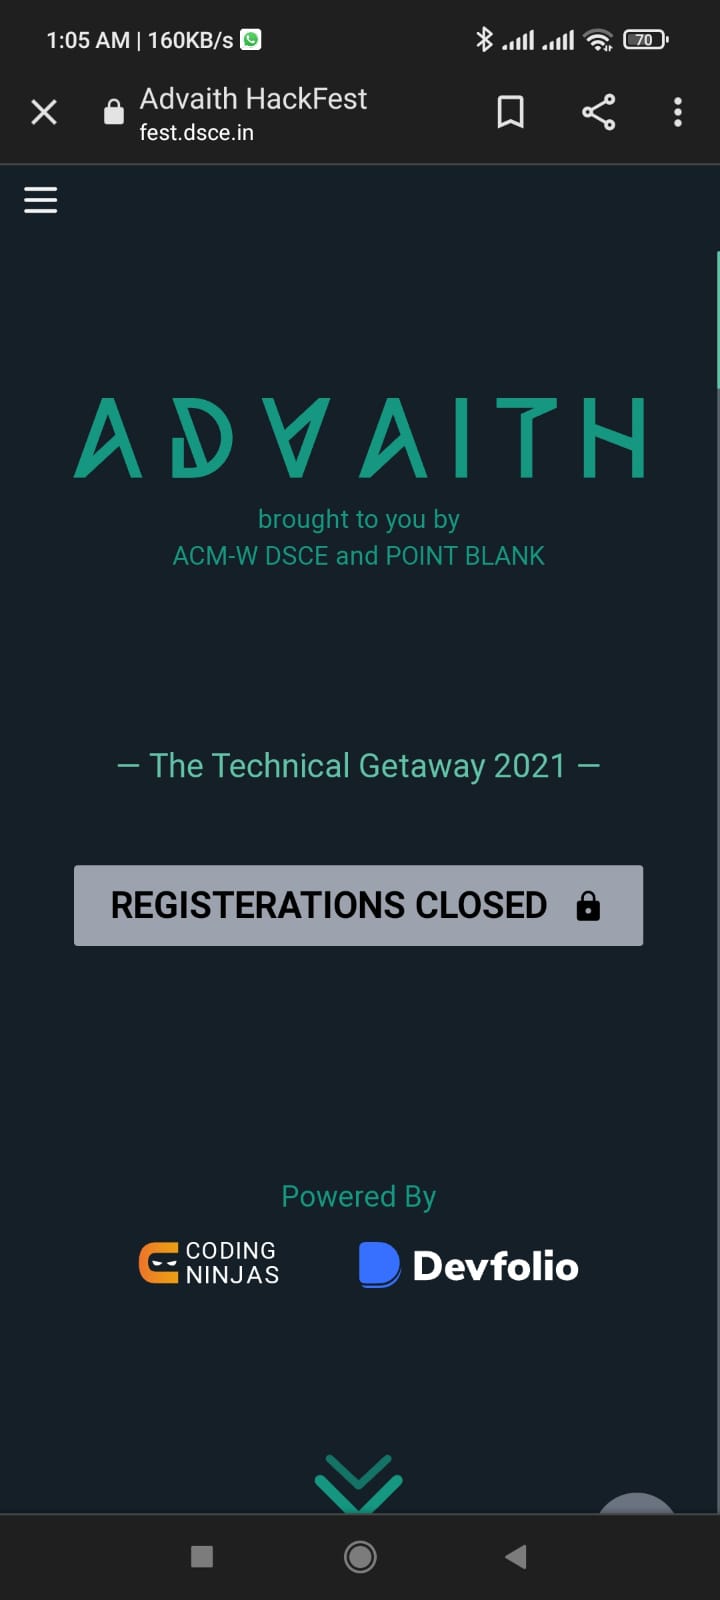 1:05 AM | 160KB/s
70
Advaith HackFest
fest.dsce.in
ADVAITH
brought to you by
ACM-W DSCE and POINT BLANK
— The Technical Getaway 2021 —
REGISTERATIONS CLOSED
Powered By
CODING
NINJAS
Devfolio